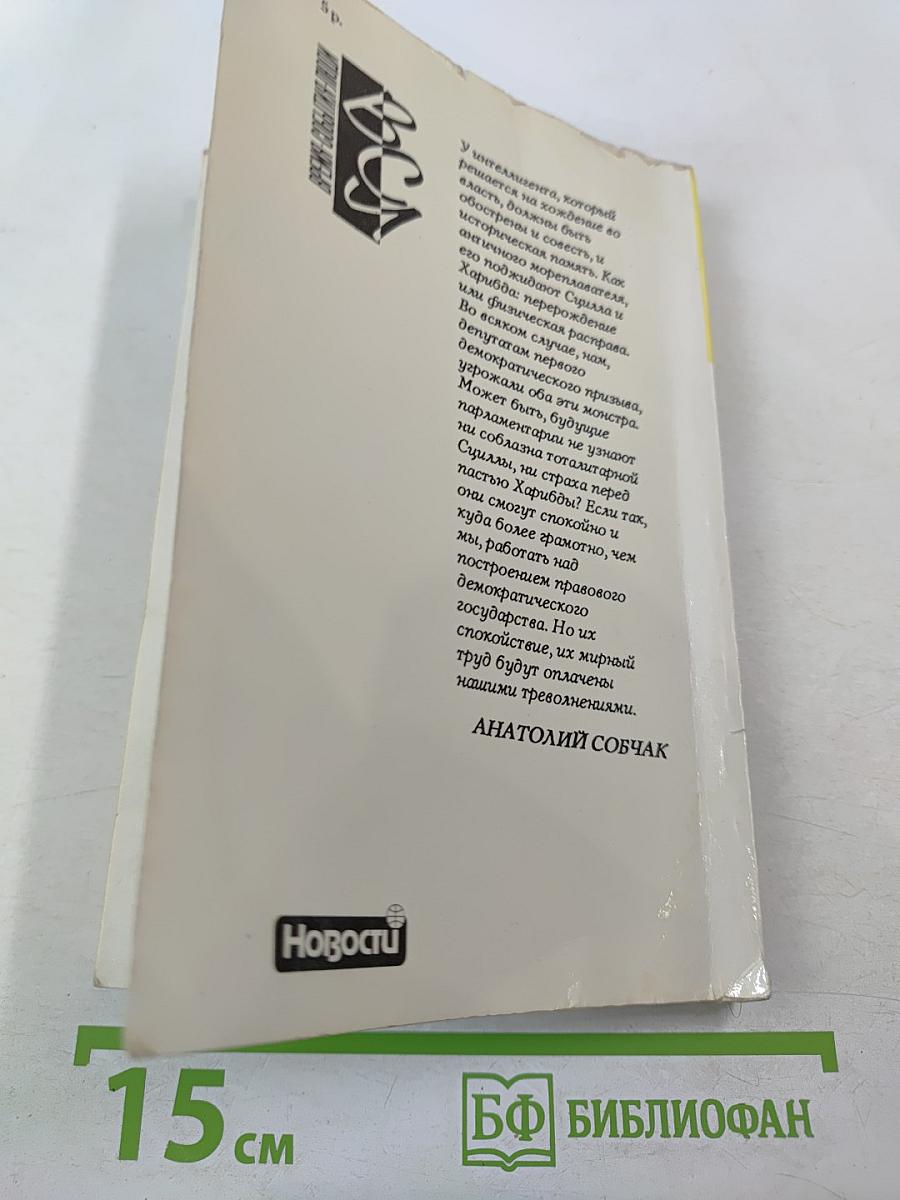 5 р.
ВРЕМЯ·СОБЫТИЯ·ЛЮДИ
ВСЛ
У интеллигента, который
решается на хождение во
власть, должны быть
обострены и совесть, и
историческая память. Как
античного мореплавателя,
его поджидают Сцилла и
Харибда: перерождение
или физическая расправа.
Во всяком случае, нам,
депутатам первого
демократического призыва,
угрожали оба эти монстра.
Может быть, будущие
парламентарии не узнают
ни соблазна тоталитарной
Сциллы, ни страха перед
пастью Харибды? Если так,
они смогут спокойно и
куда более грамотно, чем
мы, работать над
построением правового
демократического
государства. Но их
спокойствие, их мирный
труд будут оплачены
нашими треволнениями.
АНАТОЛИЙ СОБЧАК
Новости
15 см
БФ БИБЛИОФАН